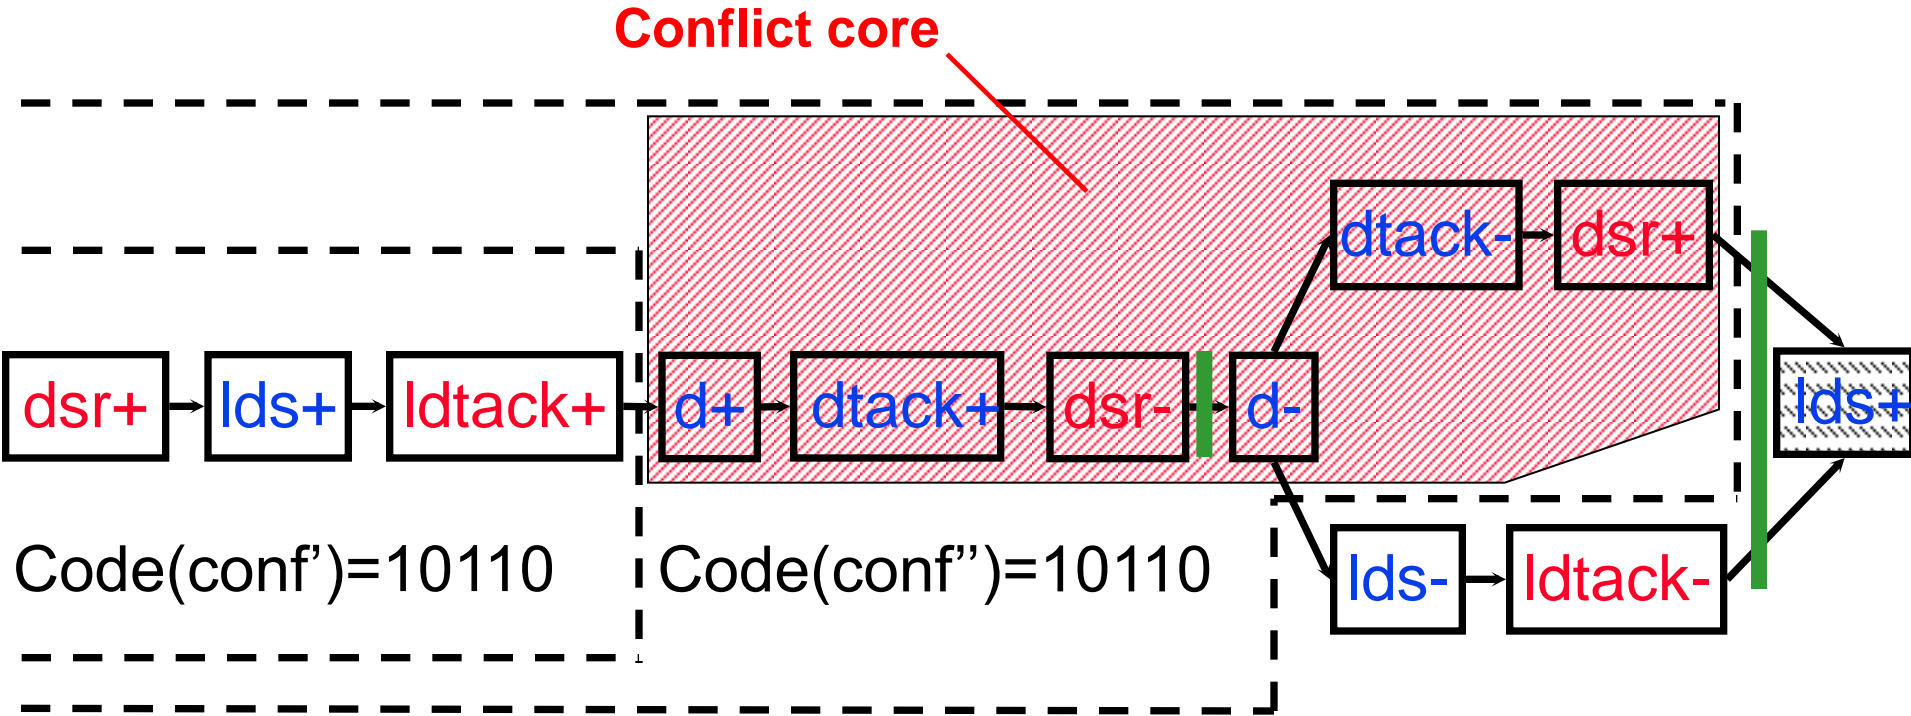 Conflict core
dtack-
dsr+
dsr+
lds+
ldtack+
d+
dtack+
dsr-
d-
lds+
Code(conf’)=10110
Code(conf’’)=10110
lds-
ldtack-